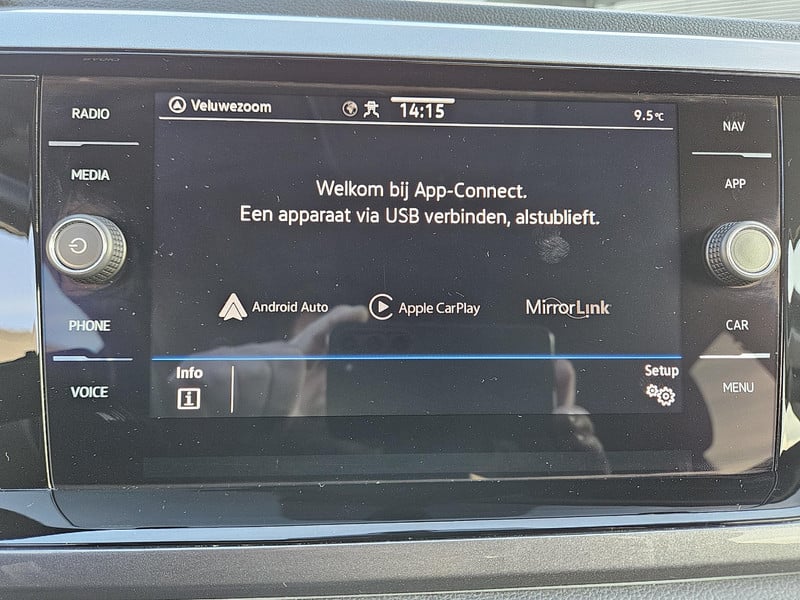 RADIO
MEDIA
PHONE
VOICE
Veluwezoom
14:15
9.5°C
Welkom bij App-Connect.
Een apparaat via USB verbinden, alstublieft.
Android Auto
Apple CarPlay
MirrorLink
Info
Setup
NAV
APP
CAR
MENU